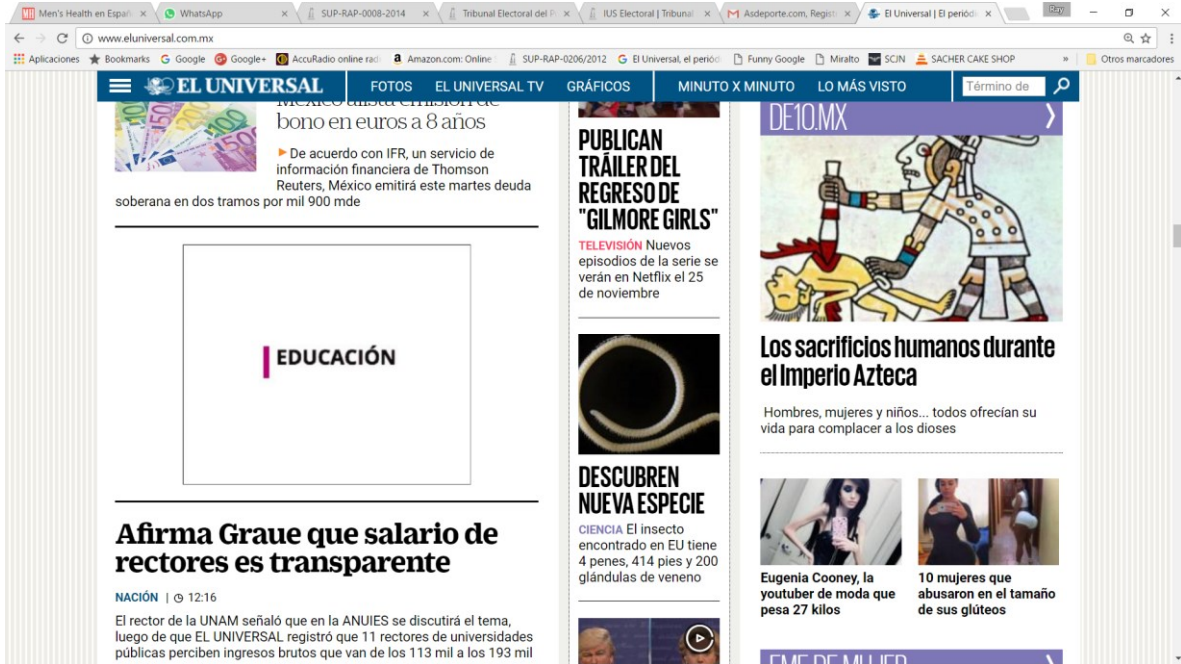 Men's Health en Españ
WhatsApp
SUP-RAP-0008-2014
Tribunal Electoral del P
IUS Electoral | Tribunal
Asdeporte.com, Regist
El Universal | El periódi
Ray
www.eluniversal.com.mx
Aplicaciones
Bookmarks
Google
Google+
AccuRadio online rad
Amazon.com: Online
SUP-RAP-0206/2012
El Universal, el periód
Funny Google
Miralto
SCJN
SACHER CAKE SHOP
»
Otros marcadores
EL UNIVERSAL
FOTOS
EL UNIVERSAL TV
GRÁFICOS
MINUTO X MINUTO
LO MÁS VISTO
Término de
México alista emisión de
bono en euros a 8 años
De acuerdo con IFR, un servicio de
información financiera de Thomson
Reuters, México emitirá este martes deuda
soberana en dos tramos por mil 900 mde
EDUCACIÓN
Afirma Graue que salario de
rectores es transparente
NACIÓN | 12:16
El rector de la UNAM señaló que en la ANUIES se discutirá el tema,
luego de que EL UNIVERSAL registró que 11 rectores de universidades
públicas perciben ingresos brutos que van de los 113 mil a los 193 mil
PUBLICAN
TRÁILER DEL
REGRESO DE
"GILMORE GIRLS"
TELEVISIÓN Nuevos
episodios de la serie se
verán en Netflix el 25
de noviembre
DESCUBREN
NUEVA ESPECIE
CIENCIA El insecto
encontrado en EU tiene
4 penes, 414 pies y 200
glándulas de veneno
DE10.MX
Los sacrificios humanos durante
el Imperio Azteca
Hombres, mujeres y niños... todos ofrecían su
vida para complacer a los dioses
Eugenia Cooney, la
youtuber de moda que
pesa 27 kilos
10 mujeres que
abusaron en el tamaño
de sus glúteos
EME DE MUJER